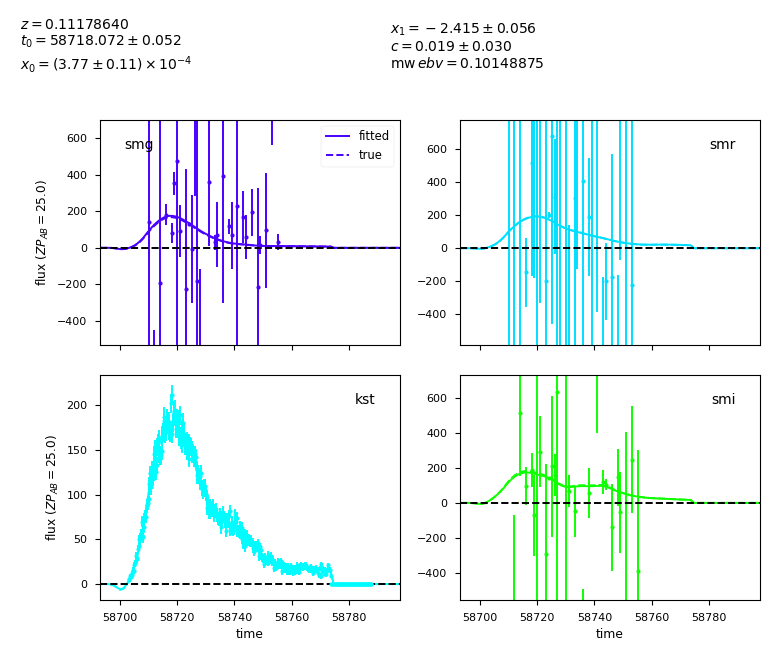 z = 0.11178640
t₀ = 58718.072 ± 0.052
x₀ = (3.77 ± 0.11) × 10⁻⁴
x₁ = −2.415 ± 0.056
c = 0.019 ± 0.030
mw ebv = 0.10148875
smg
fitted
true
600
400
200
0
−200
−400
flux (ZP_AB = 25.0)
smr
600
400
200
0
−200
−400
kst
200
150
100
50
0
flux (ZP_AB = 25.0)
58700 58720 58740 58760 58780
time
smi
600
400
200
0
−200
−400
58700 58720 58740 58760 58780
time